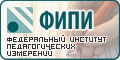 ФИПИ
ФЕДЕРАЛЬНЫЙ ИНСТИТУТ
ПЕДАГОГИЧЕСКИХ
ИЗМЕРЕНИЙ